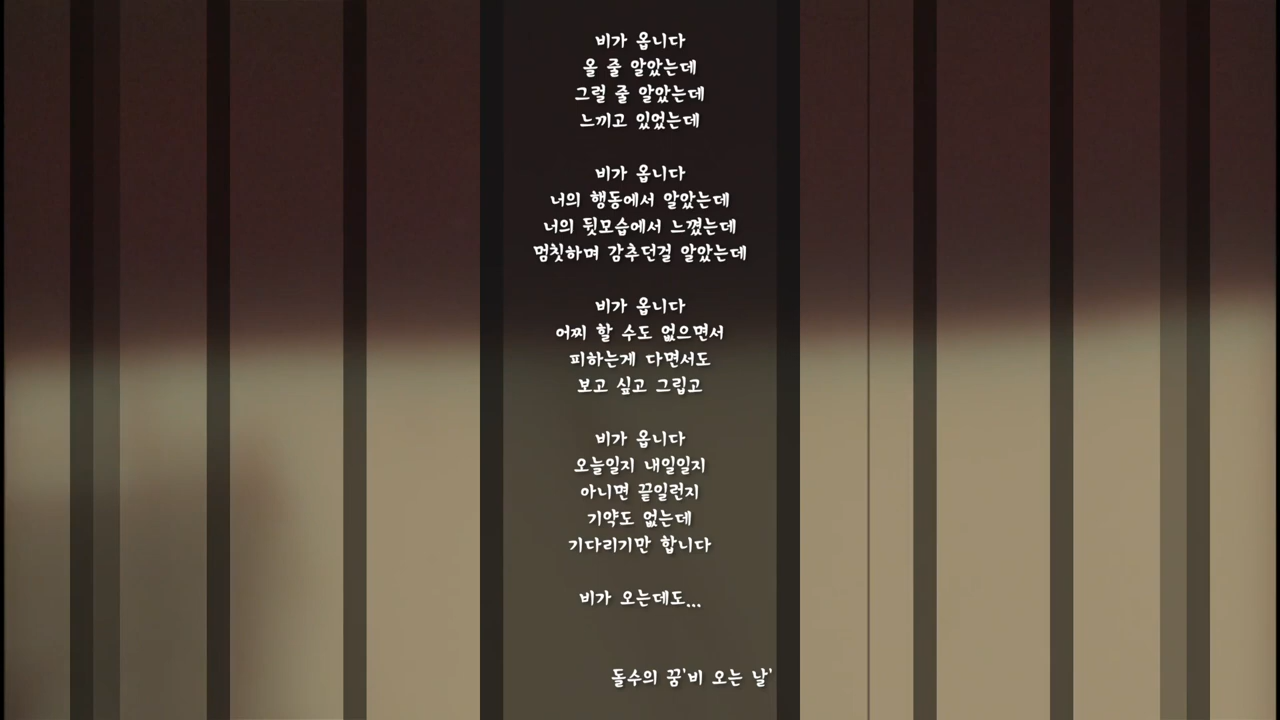 비가 옵니다
올 줄 알았는데
그럴 줄 알았는데
느끼고 있었는데
비가 옵니다
너의 행동에서 알았는데
너의 뒷모습에서 느꼈는데
멈칫하며 감추던걸 알았는데
비가 옵니다
어찌 할 수도 없으면서
피하는게 다면서도
보고 싶고 그립고
비가 옵니다
오늘일지 내일일지
아니면 끝일런지
기약도 없는데
기다리기만 합니다
비가 오는데도...
돌수의 꿈'비 오는 날'